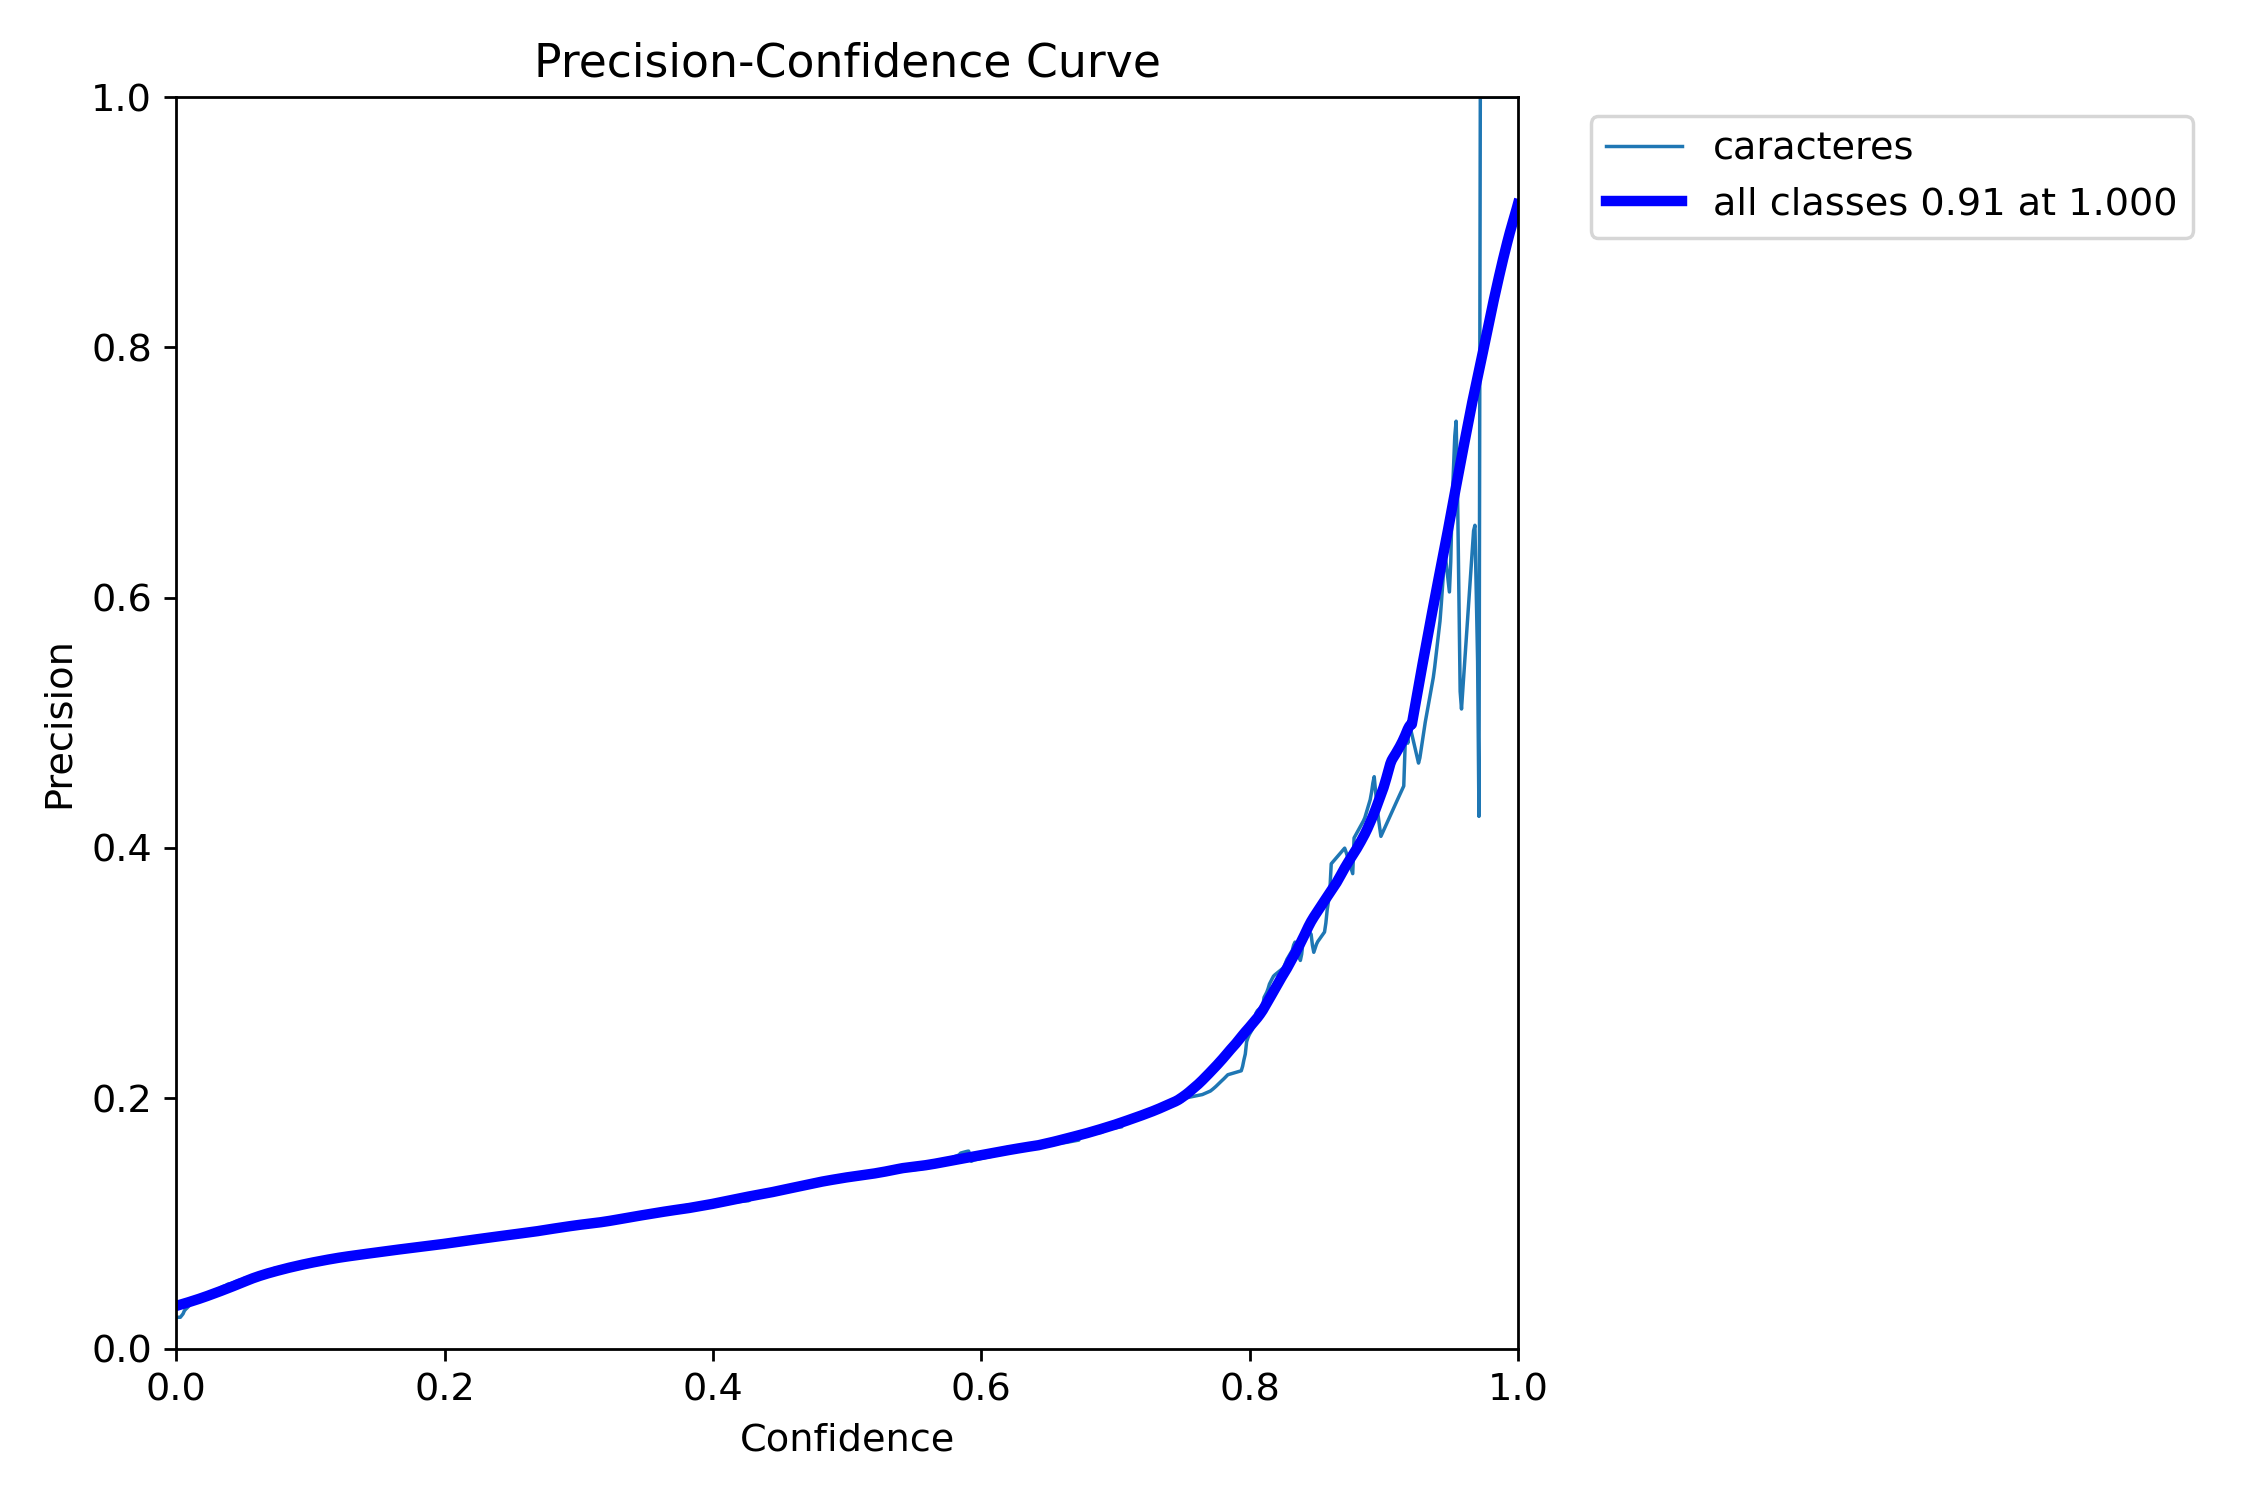 Precision-Confidence Curve
1.0
0.8
0.6
0.4
0.2
0.0
Precision
0.0 0.2 0.4 0.6 0.8 1.0
Confidence
caracteres
all classes 0.91 at 1.000